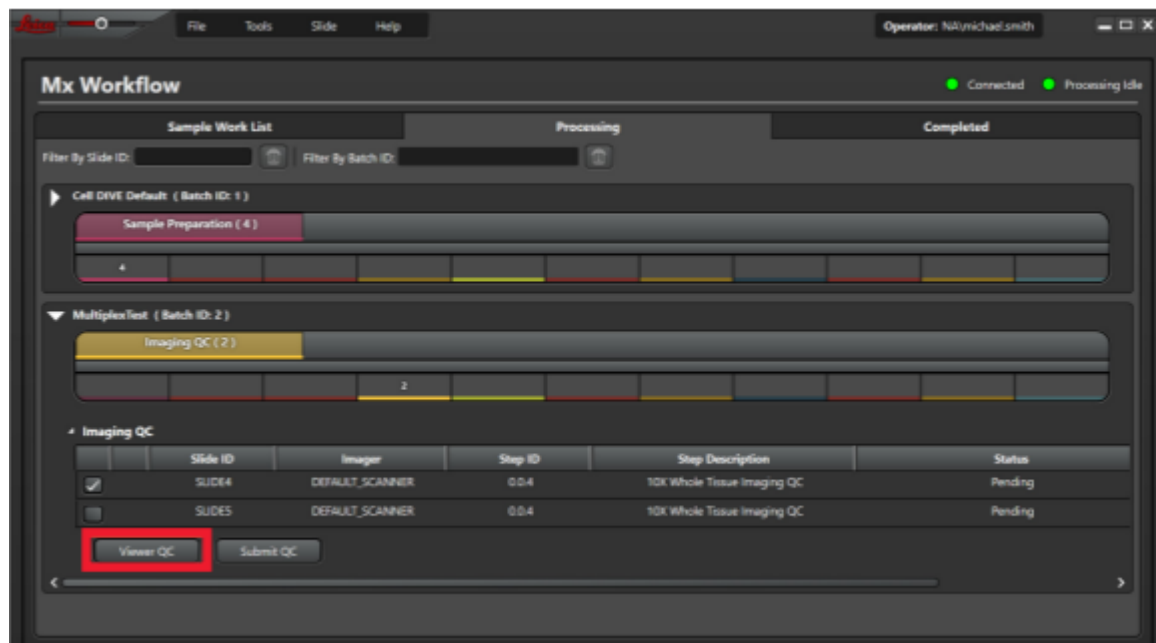 Leica File Tools Slide Help Operator: NA\michael.smith
Mx Workflow Connected Processing Idle
Sample Work List Processing Completed
Filter By Slide ID: Filter By Batch ID:
Cell DIVE Default ( Batch ID: 1 )
Sample Preparation ( 4 )
4
MultiplexTest ( Batch ID: 2 )
Imaging QC ( 2 )
2
Imaging QC
Slide ID Imager Step ID Step Description Status
SLIDE4 DEFAULT_SCANNER 0.0.4 10X Whole Tissue Imaging QC Pending
SLIDE5 DEFAULT_SCANNER 0.0.4 10X Whole Tissue Imaging QC Pending
Viewer QC Submit QC